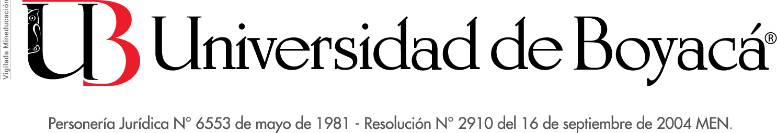 Vigilada Mineducación
UB Universidad de Boyacá®
Personería Jurídica N° 6553 de mayo de 1981 - Resolución N° 2910 del 16 de septiembre de 2004 MEN.